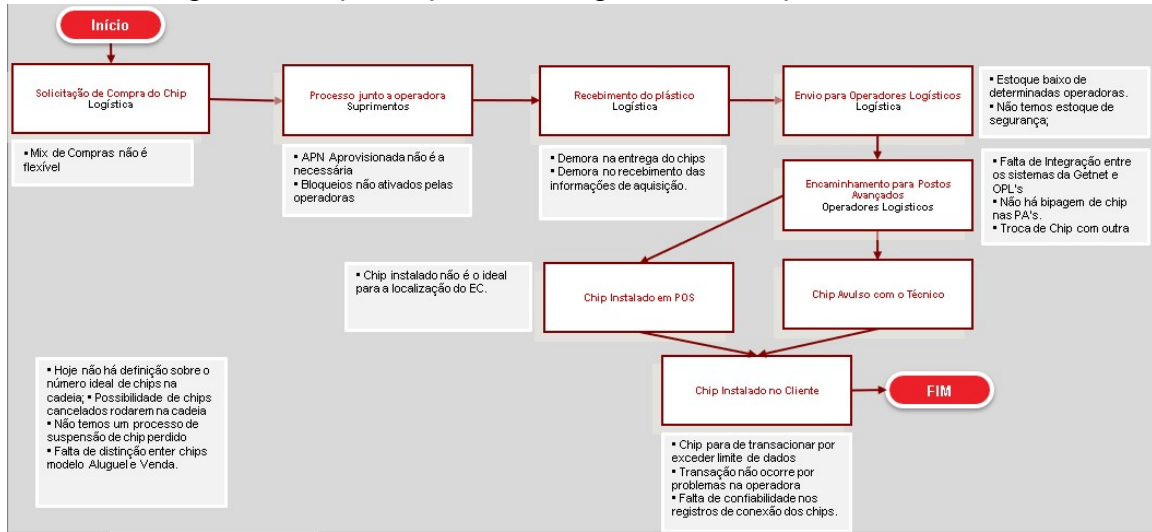 Início
Solicitação de Compra do Chip
Logística
▪ Mix de Compras não é
flexível
Processo junto a operadora
Suprimentos
▪ APN Aprovisionada não é a
necessária
▪ Bloqueios não ativados pelas
operadoras
Recebimento do plástico
Logística
▪ Demora na entrega do chips
▪ Demora no recebimento das
informações de aquisição.
Envio para Operadores Logísticos
Logística
▪ Estoque baixo de
determinadas operadoras.
▪ Não temos estoque de
segurança;
Encaminhamento para Postos
Avançados
Operadores Logísticos
▪ Falta de Integração entre
os sistemas da Getnet e
OPL's
▪ Não há bipagem de chip
nas PA's.
▪ Troca de Chip com outra
▪ Chip instalado não é o ideal
para a localização do EC.
Chip Instalado em POS
Chip Avulso com o Técnico
▪ Hoje não há definição sobre o
número ideal de chips na
cadeia; ▪ Possibilidade de chips
cancelados rodarem na cadeia
▪ Não temos um processo de
suspensão de chip perdido
▪ Falta de distinção enter chips
modelo Aluguel e Venda.
Chip Instalado no Cliente
FIM
▪ Chip para de transacionar por
exceder limite de dados
▪ Transação não ocorre por
problemas na operadora
▪ Falta de confiabilidade nos
registros de conexão dos chips.